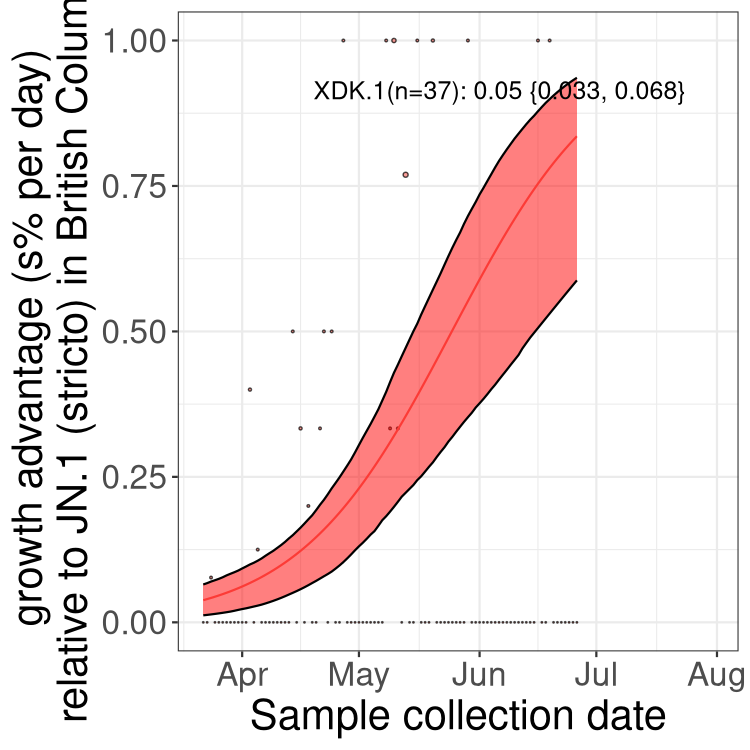 growth advantage (s% per day)
relative to JN.1 (stricto) in British Colum
1.00
0.75
0.50
0.25
0.00
XDK.1(n=37): 0.05 {0.033, 0.068}
Apr May Jun Jul Aug
Sample collection date